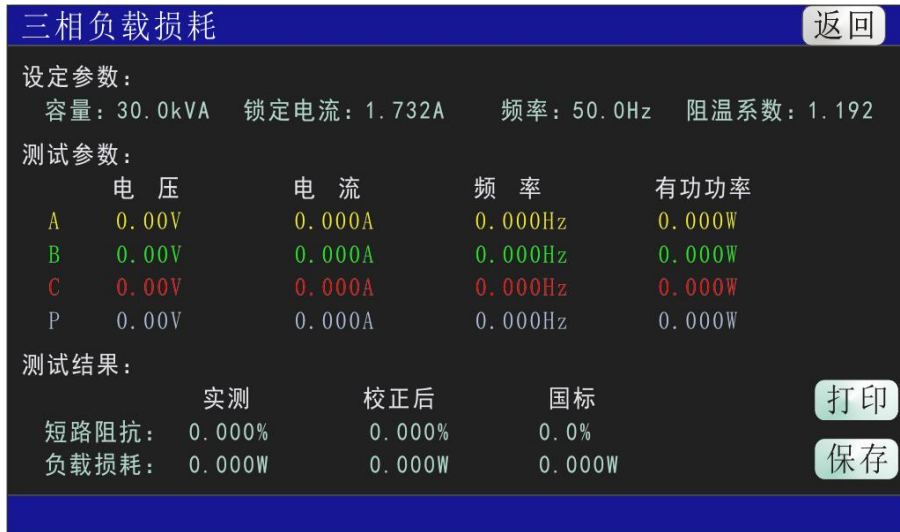 三相负载损耗 返回
设定参数：
容量：30.0kVA 锁定电流：1.732A 频率：50.0Hz 阻温系数：1.192
测试参数：
电 压 电 流 频 率 有功功率
A 0.00V 0.000A 0.000Hz 0.000W
B 0.00V 0.000A 0.000Hz 0.000W
C 0.00V 0.000A 0.000Hz 0.000W
P 0.00V 0.000A 0.000Hz 0.000W
测试结果：
实测 校正后 国标 打印
短路阻抗： 0.000% 0.000% 0.0%
负载损耗： 0.000W 0.000W 0.000W 保存